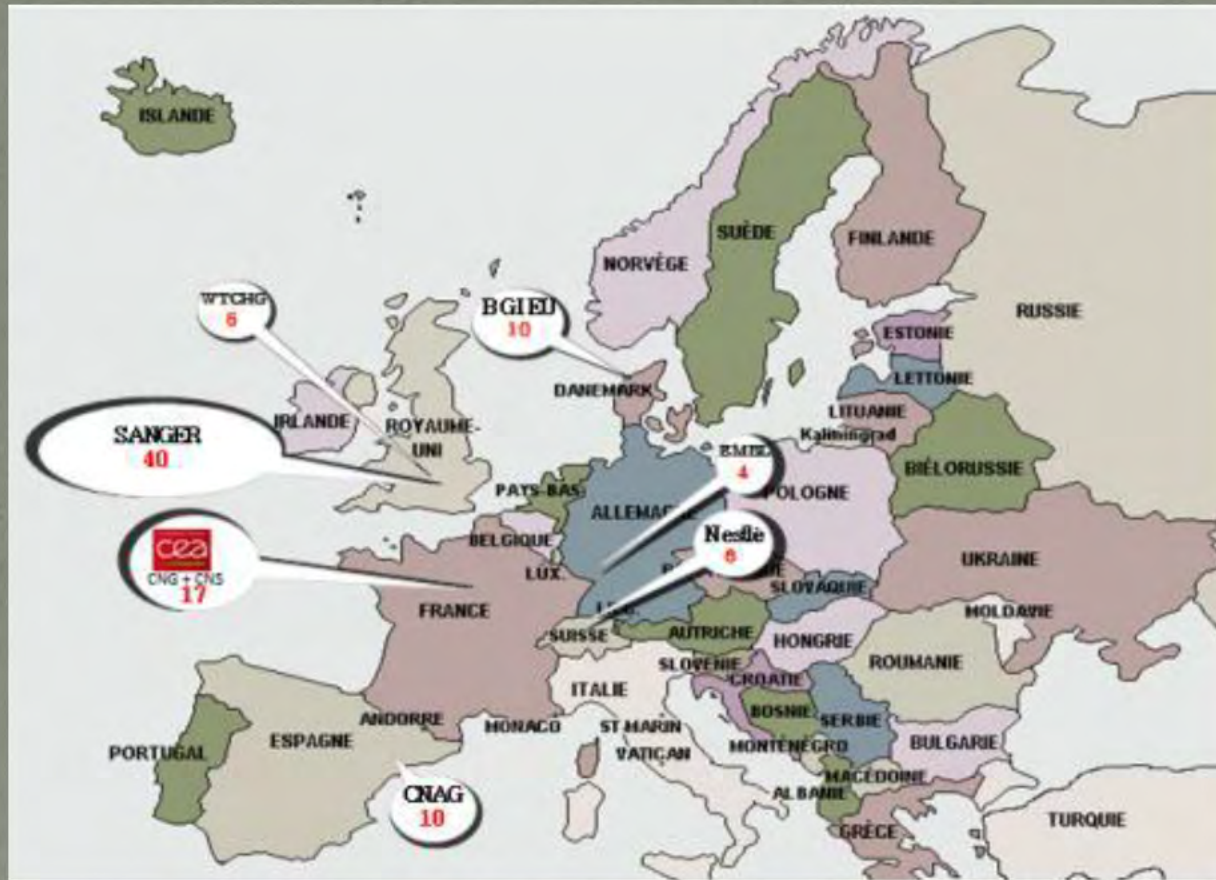 ISLANDE
SUÈDE
FINLANDE
NORVÈGE
RUSSIE
WTCHG
6
BGI EU
10
ESTONIE
LETTONIE
DANEMARK
LITUANIE
Kaliningrad
IRLANDE
ROYAUME-
UNI
SANGER
40
BIÉLORUSSIE
EMBL
4
PAYS-BAS
POLOGNE
ALLEMAGNE
cea
CNG + CNS
17
BELGIQUE
Nestlè
6
UKRAINE
LUX.
SLOVAQUIE
FRANCE
MOLDAVIE
SUISSE
AUTRICHE
HONGRIE
ROUMANIE
SLOVÉNIE
CROATIE
ITALIE
BOSNIE
SERBIE
ANDORRE
MONACO
ST-MARIN
ESPAGNE
BULGARIE
PORTUGAL
MONTÉNÉGRO
VATICAN
MACÉDOINE
ALBANIE
CNAG
10
GRÈCE
TURQUIE